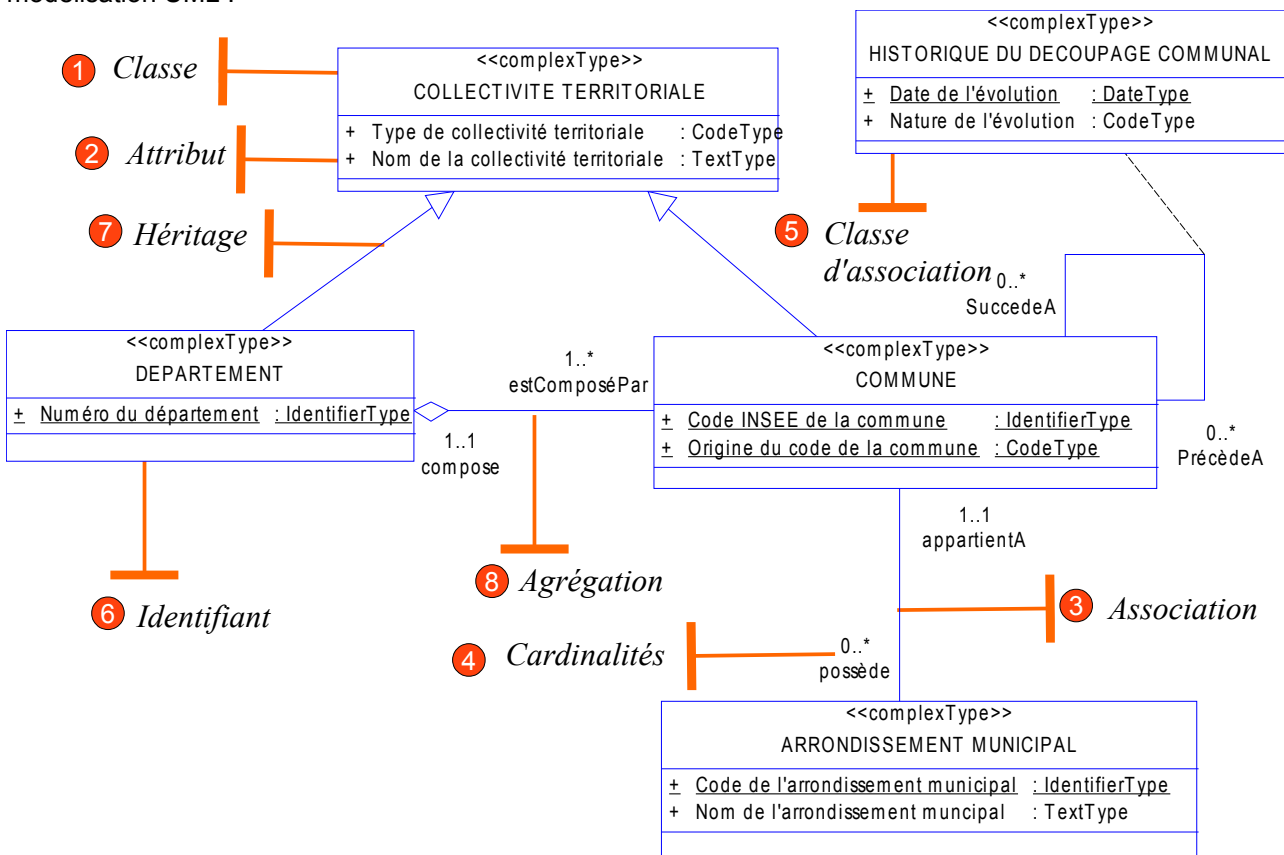 modélisation UML :
1 Classe
<<complexType>>
COLLECTIVITE TERRITORIALE
+ Type de collectivité territoriale : CodeType
+ Nom de la collectivité territoriale : TextType
2 Attribut
7 Héritage
<<complexType>>
HISTORIQUE DU DECOUPAGE COMMUNAL
+ Date de l'évolution : DateType
+ Nature de l'évolution : CodeType
5 Classe
d'association
0..*
SuccedeA
<<complexType>>
DEPARTEMENT
+ Numéro du département : IdentifierType
1..*
estComposéPar
1..1
compose
<<complexType>>
COMMUNE
+ Code INSEE de la commune : IdentifierType
+ Origine du code de la commune : CodeType
0..*
PrécèdeA
1..1
appartientA
6 Identifiant
8 Agrégation
3 Association
4 Cardinalités
0..*
possède
<<complexType>>
ARRONDISSEMENT MUNICIPAL
+ Code de l'arrondissement municipal : IdentifierType
+ Nom de l'arrondissement muncipal : TextType